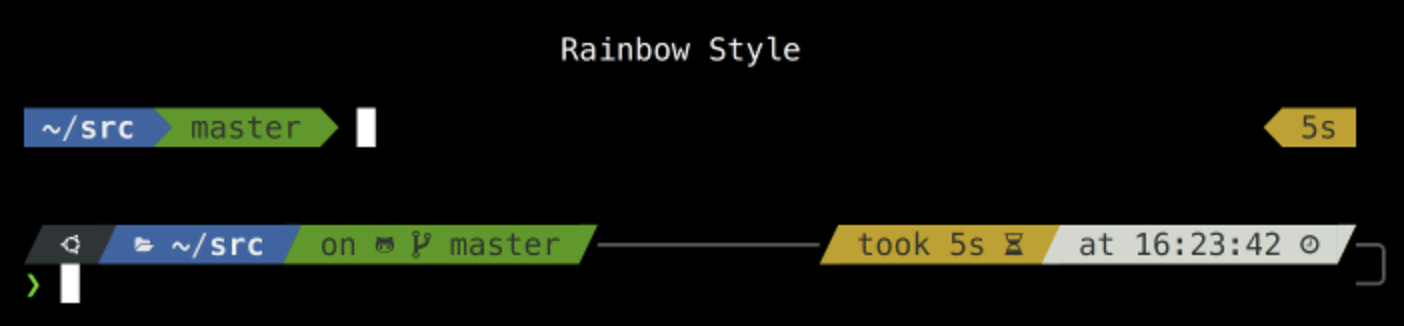 Rainbow Style
~/src master 5s
~/src on master took 5s at 16:23:42
❯